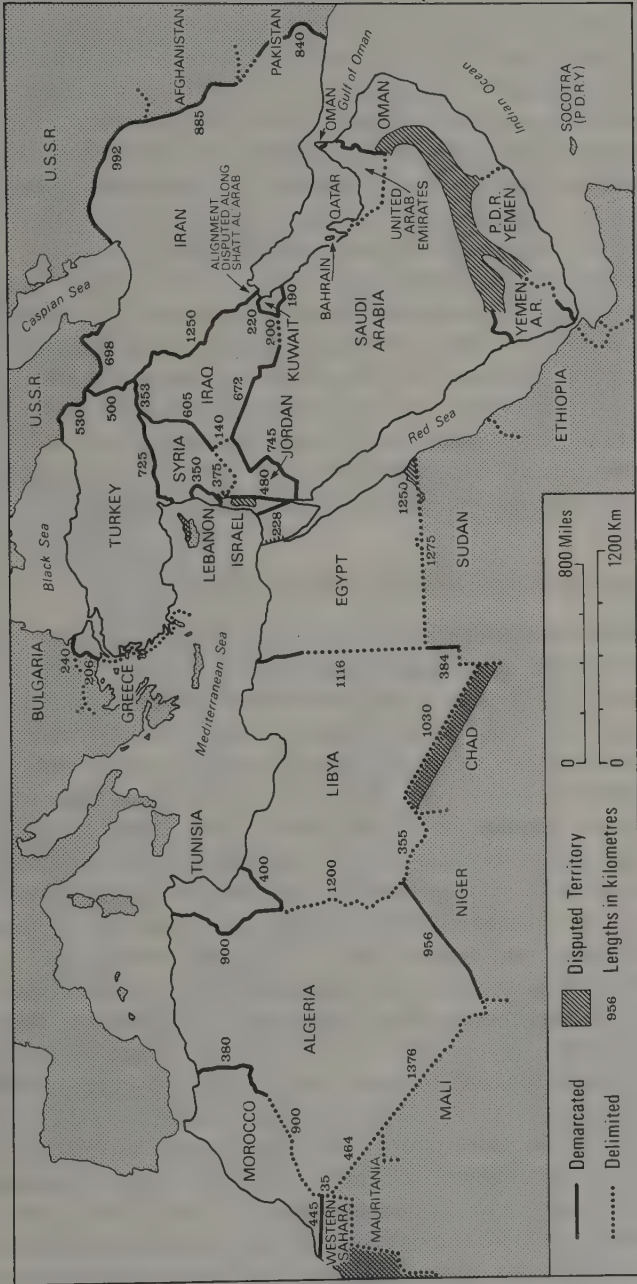 U.S.S.R.
AFGHANISTAN
PAKISTAN
840
885
992
Caspian Sea
IRAN
ALIGNMENT
DISPUTED ALONG
SHATT AL ARAB
OMAN
Gulf of Oman
OMAN
Indian Ocean
SOCOTRA
(P.D.R.Y)
QATAR
UNITED
ARAB
EMIRATES
BAHRAIN
P.D.R.
YEMEN
YEMEN
A.R.
SAUDI
ARABIA
U.S.S.R.
698
530
500
353
1250
220
200
190
KUWAIT
IRAQ
605
672
140
745
JORDAN
725
SYRIA
350
375
480
TURKEY
LEBANON
ISRAEL
228
Red Sea
ETHIOPIA
Black Sea
BULGARIA
240
206
GREECE
Mediterranean Sea
EGYPT
1250
1275
SUDAN
1116
384
LIBYA
1030
CHAD
TUNISIA
400
1200
355
NIGER
900
956
ALGERIA
380
900
1376
MALI
MOROCCO
464
35
445
WESTERN
SAHARA
MAURITANIA
Demarcated
Delimited
Disputed Territory
956 Lengths in kilometres
0 800 Miles
0 1200 Km